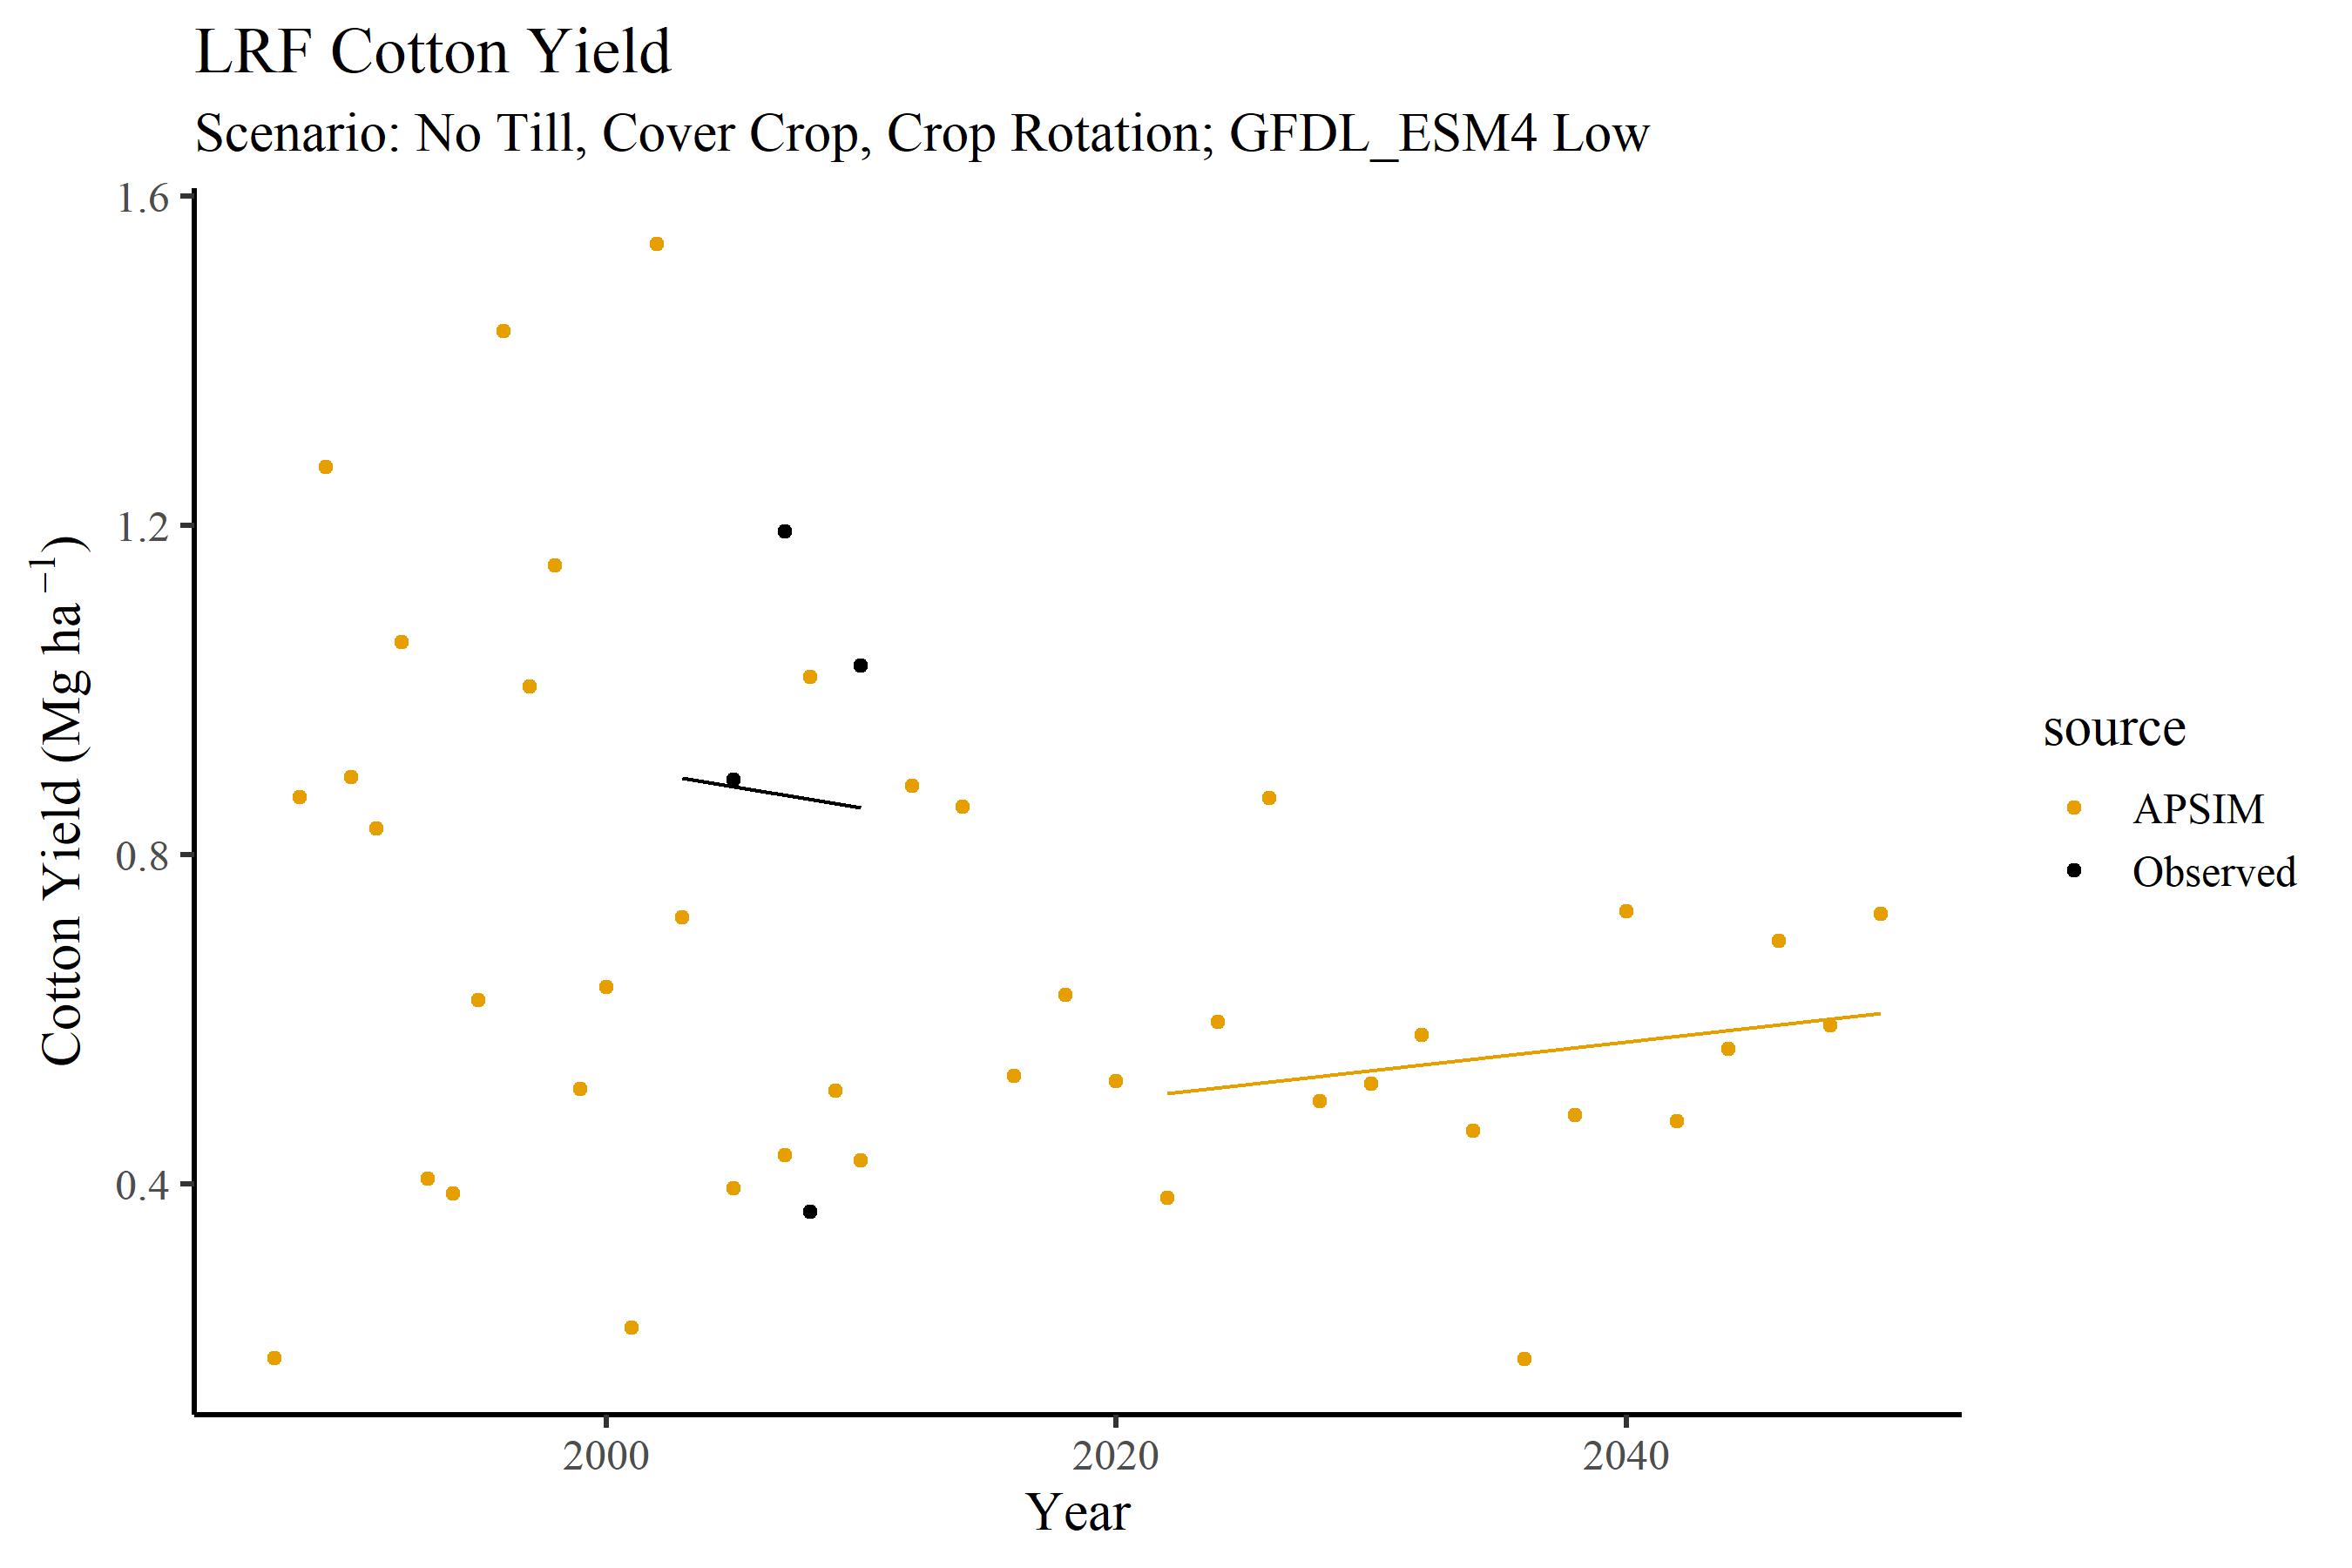 LRF Cotton Yield
Scenario: No Till, Cover Crop, Crop Rotation; GFDL_ESM4 Low
Cotton Yield (Mg ha⁻¹)
1.6
1.2
0.8
0.4
2000
2020
2040
Year
source
APSIM
Observed